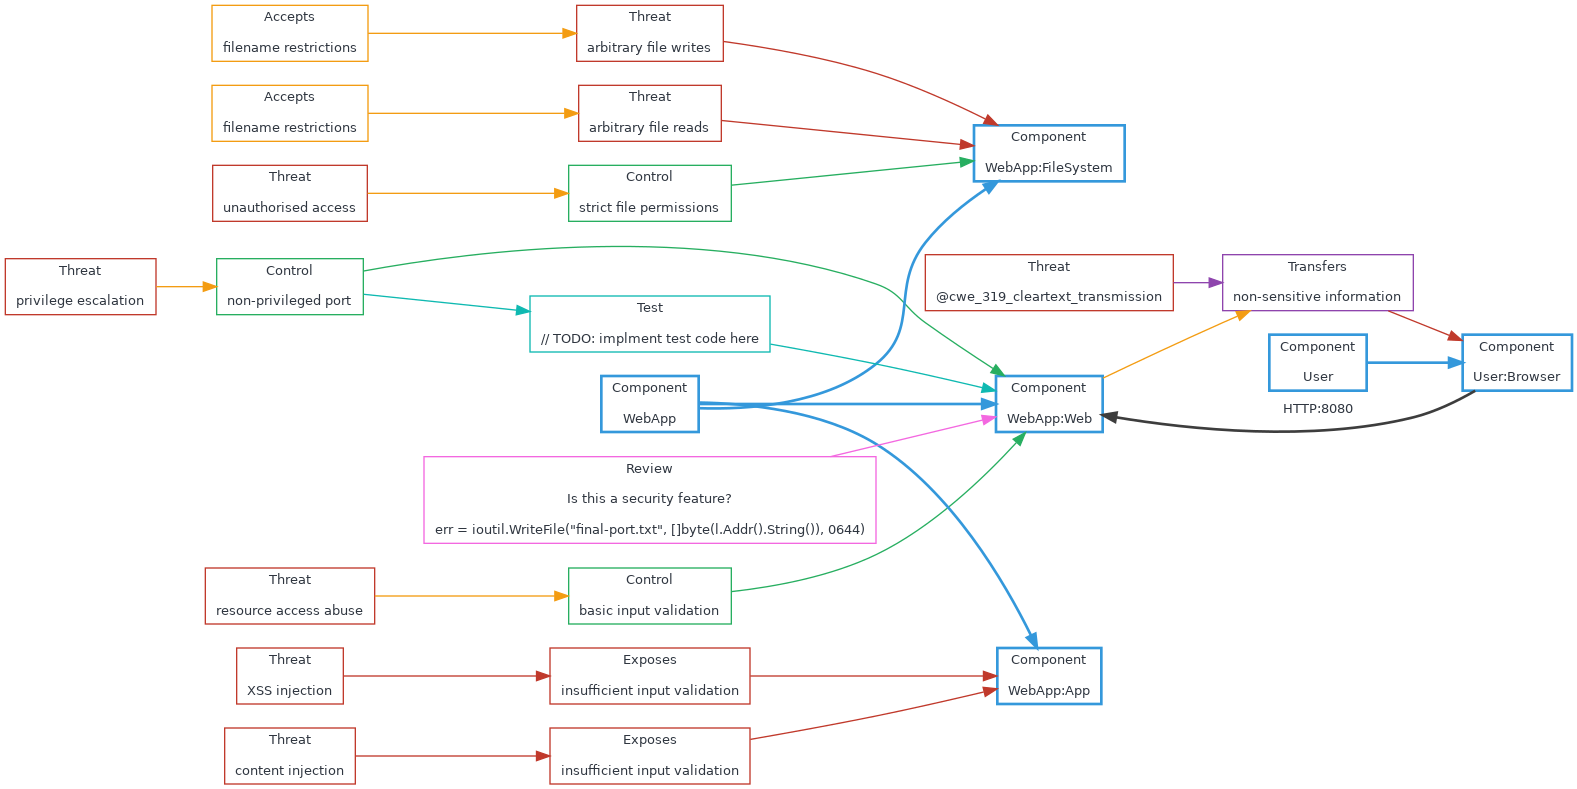 Accepts
filename restrictions
Threat
arbitrary file writes
Accepts
filename restrictions
Threat
arbitrary file reads
Component
WebApp:FileSystem
Threat
unauthorised access
Control
strict file permissions
Threat
privilege escalation
Control
non-privileged port
Test
// TODO: implment test code here
Threat
@cwe_319_cleartext_transmission
Transfers
non-sensitive information
Component
User
Component
User:Browser
HTTP:8080
Component
WebApp
Component
WebApp:Web
Review
Is this a security feature?
err = ioutil.WriteFile("final-port.txt", []byte(l.Addr().String()), 0644)
Threat
resource access abuse
Control
basic input validation
Threat
XSS injection
Exposes
insufficient input validation
Component
WebApp:App
Threat
content injection
Exposes
insufficient input validation